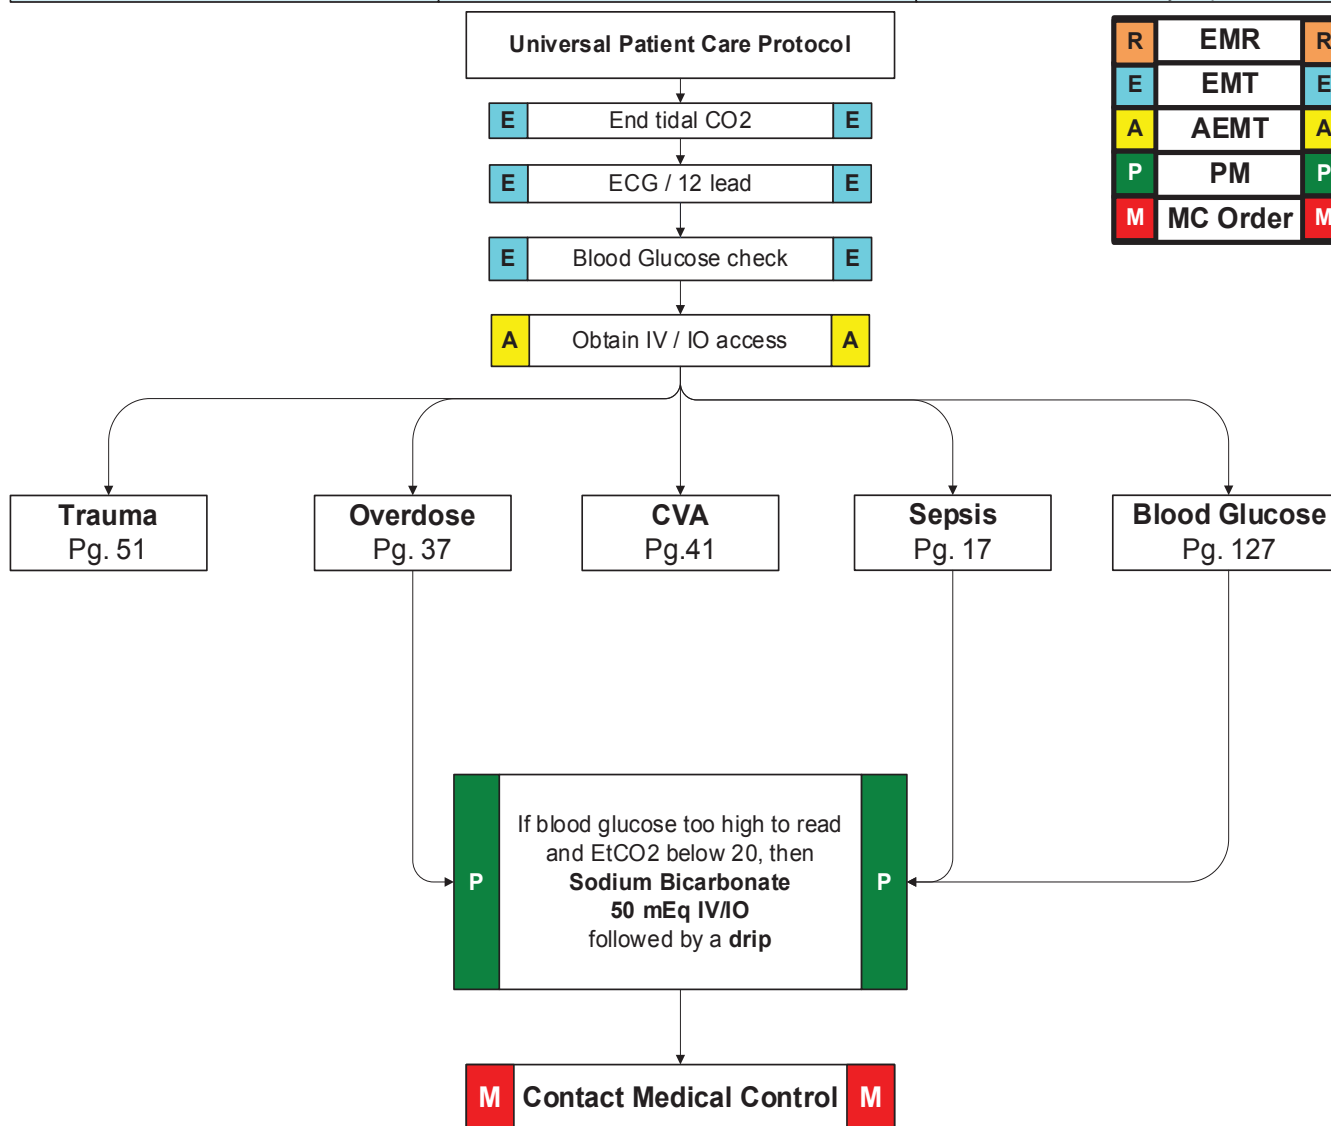 Universal Patient Care Protocol
R EMR R
E EMT E
A AEMT A
P PM P
M MC Order M
E End tidal CO2 E
E ECG / 12 lead E
E Blood Glucose check E
A Obtain IV / IO access A
Trauma
Pg. 51
Overdose
Pg. 37
CVA
Pg.41
Sepsis
Pg. 17
Blood Glucose
Pg. 127
If blood glucose too high to read
and EtCO2 below 20, then
P Sodium Bicarbonate P
50 mEq IV/IO
followed by a drip
M Contact Medical Control M